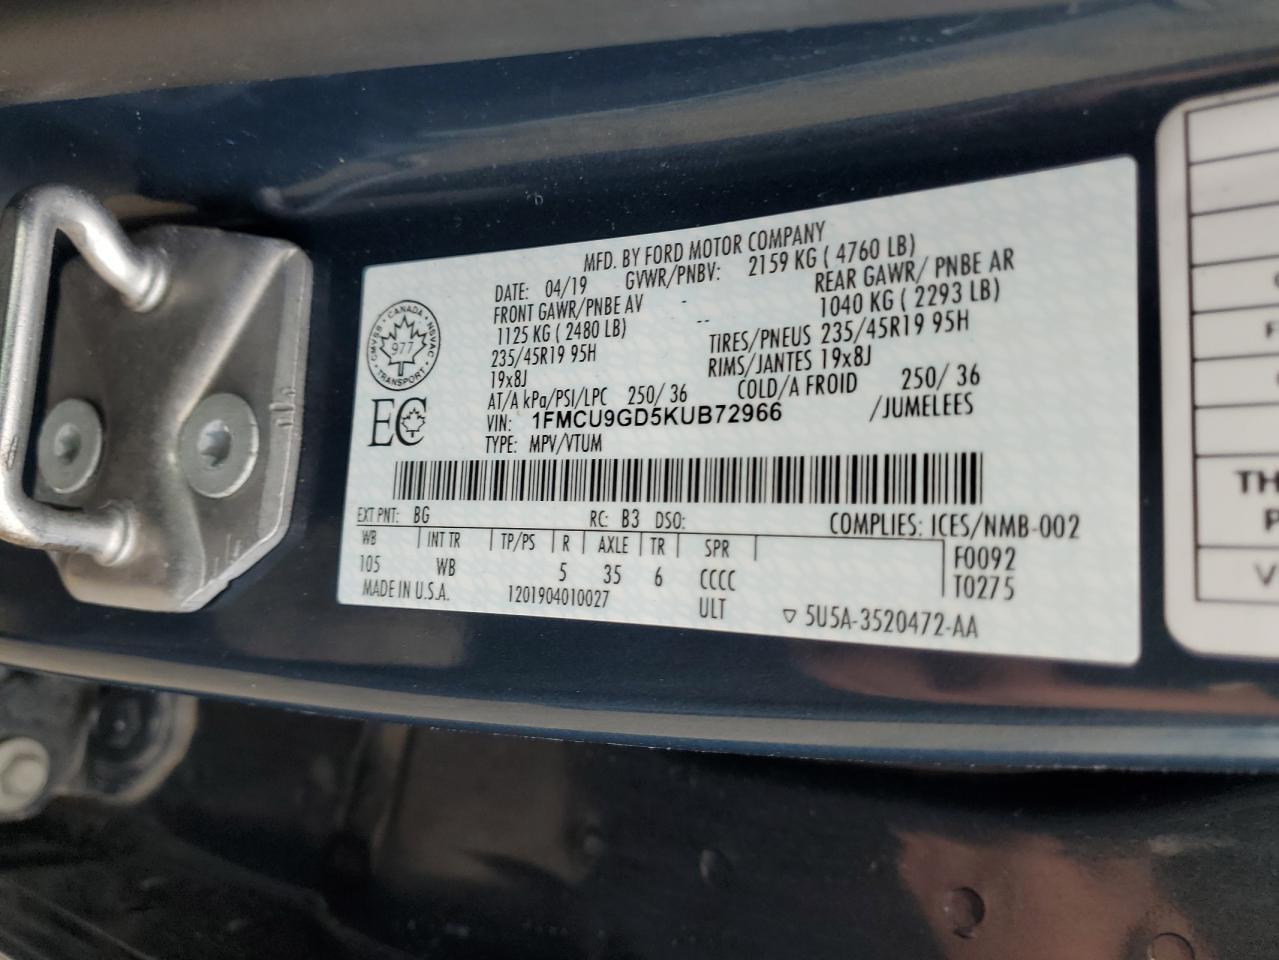 MFD. BY FORD MOTOR COMPANY
DATE: 04/19 GVWR/PNBV: 2159 KG ( 4760 LB)
FRONT GAWR/PNBE AV - REAR GAWR/ PNBE AR
1125 KG ( 2480 LB) -- 1040 KG ( 2293 LB)
235/45R19 95H TIRES/PNEUS 235/45R19 95H
19x8J RIMS/JANTES 19x8J
AT/A kPa/PSI/LPC 250/ 36 COLD/A FROID 250/ 36
VIN: 1FMCU9GD5KUB72966 /JUMELEES
TYPE: MPV/VTUM
CMVSS • CANADA • NSVAC • TRANSPORT •
977
EC
EXT PNT: BG RC: B3 DSO: COMPLIES: ICES/NMB-002
WB INT TR TP/PS R AXLE TR SPR F0092
105 WB 5 35 6 CCCC T0275
MADE IN U.S.A. 1201904010027 ULT ▽ 5U5A-3520472-AA
TH
V